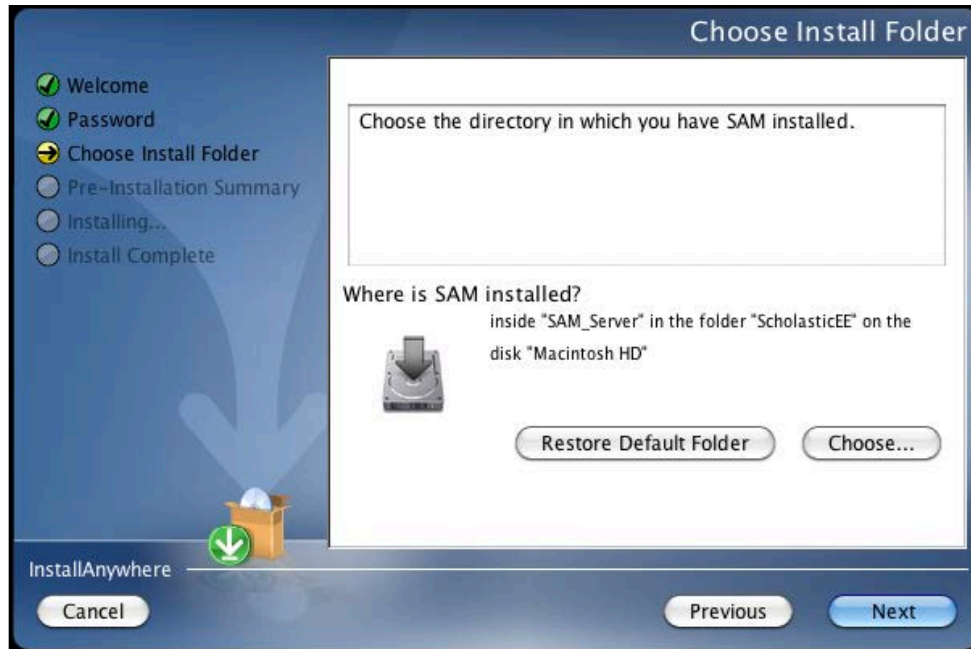 Choose Install Folder
Welcome
Password
Choose Install Folder
Pre-Installation Summary
Installing...
Install Complete
Choose the directory in which you have SAM installed.
Where is SAM installed?
inside "SAM_Server" in the folder "ScholasticEE" on the
disk "Macintosh HD"
Restore Default Folder
Choose...
InstallAnywhere
Cancel
Previous
Next